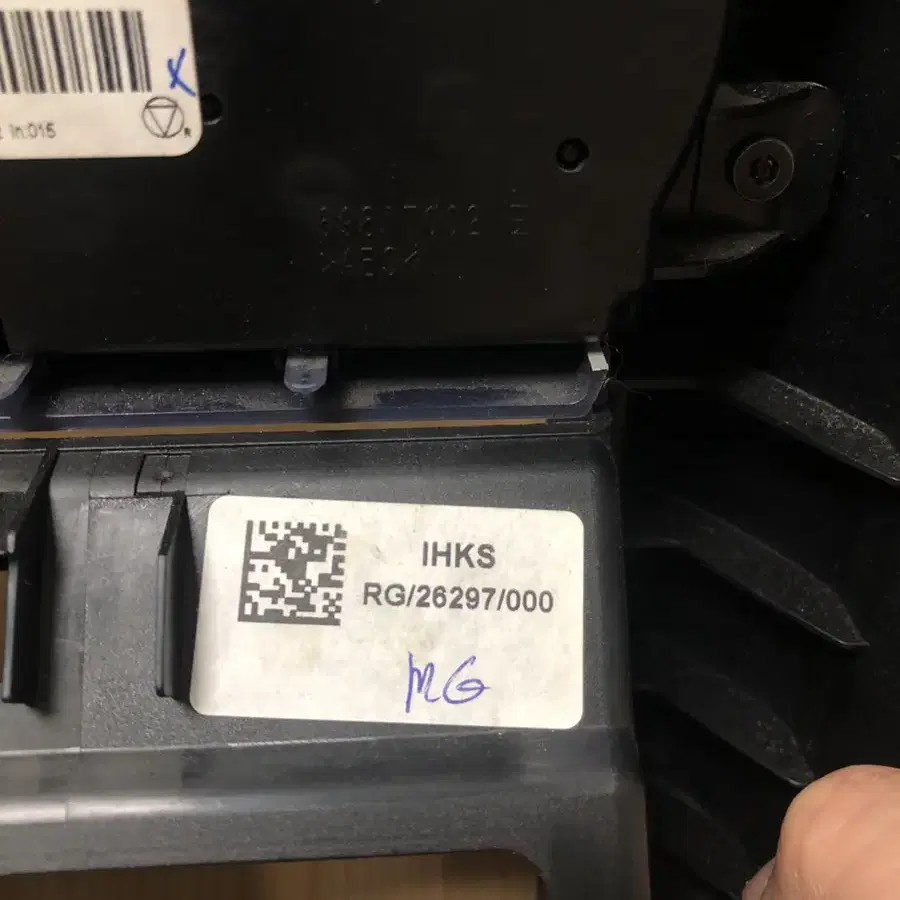 In:015
R
IHKS
RG/26297/000
MG